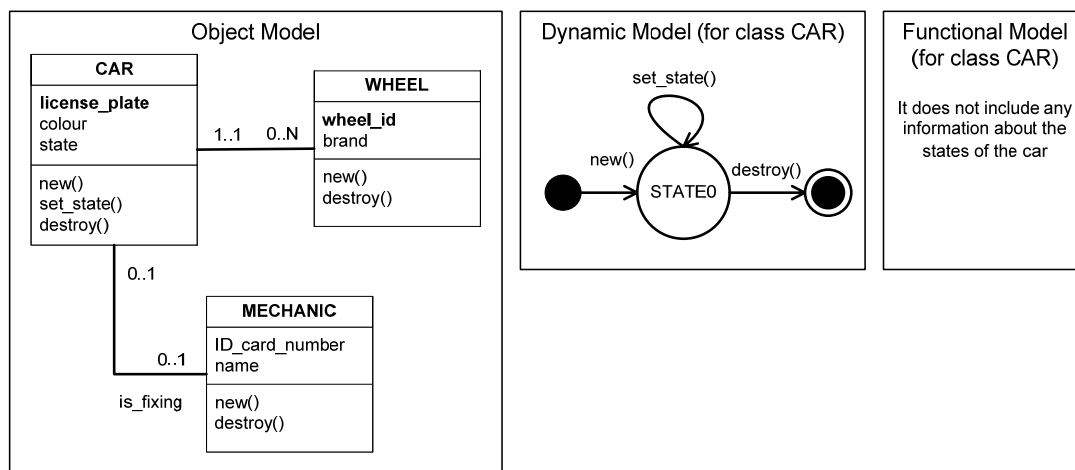 Object Model
CAR
license_plate
colour
state
new()
set_state()
destroy()
1..1
0..N
WHEEL
wheel_id
brand
new()
destroy()
0..1
0..1
is_fixing
MECHANIC
ID_card_number
name
new()
destroy()
Dynamic Model (for class CAR)
set_state()
new()
STATE0
destroy()
Functional Model
(for class CAR)
It does not include any
information about the
states of the car